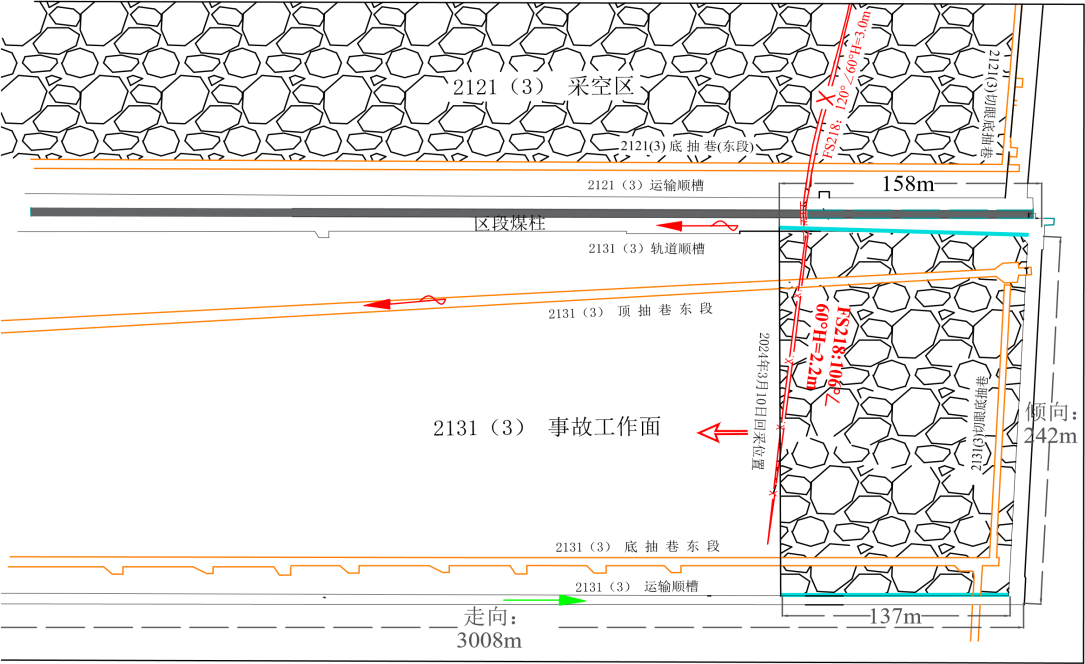 2121（3） 采空区
FS218：120°∠60°H=3.0m
2121(3)切眼底抽巷
2121(3) 底 抽 巷(东段)
2121（3）运输顺槽
158m
区段煤柱
2131（3）轨道顺槽
2131（3） 顶 抽 巷 东 段
FS218:106°∠
60°H=2.2m
2024年3月10日回采位置
2131(3)切眼底抽巷
倾向：
242m
2131（3） 事故工作面
2131（3） 底 抽 巷 东 段
2131（3） 运输顺槽
137m
走向：
3008m